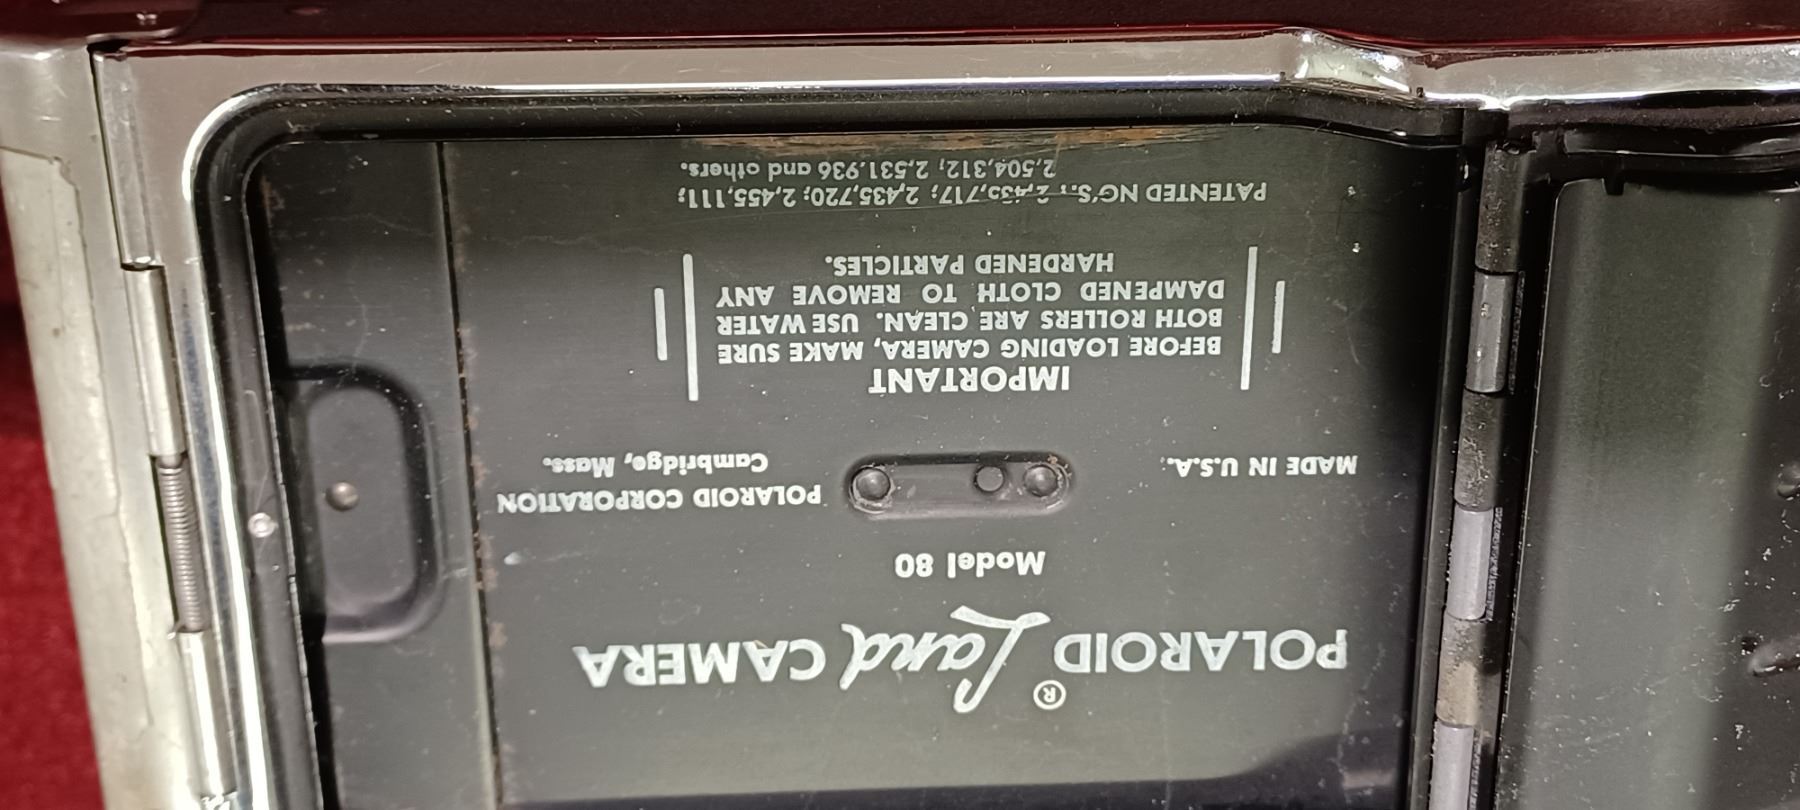 POLAROID® Land CAMERA
Model 80
MADE IN U.S.A.
POLAROID CORPORATION
Cambridge, Mass.
IMPORTANT
BEFORE LOADING CAMERA, MAKE SURE
BOTH ROLLERS ARE CLEAN. USE WATER
DAMPENED CLOTH TO REMOVE ANY
HARDENED PARTICLES.
PATENTED NO'S.: 2,435,717; 2,435,720; 2,455,111;
2,504,312; 2,531,936 and others.